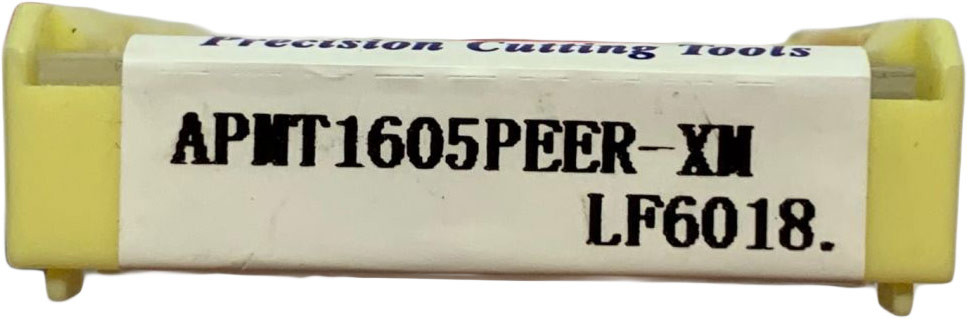 Precision Cutting Tools
APMT1605PEER-XM
LF6018.